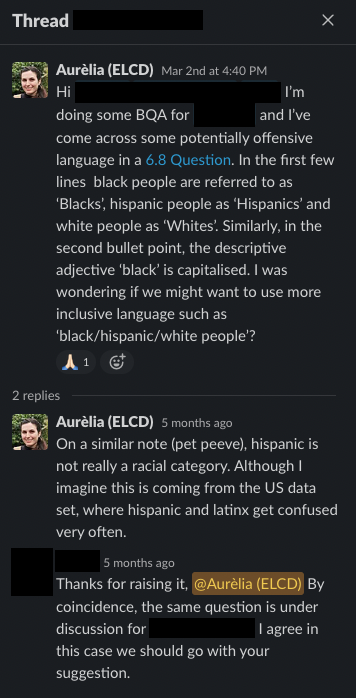 Thread
Aurèlia (ELCD) Mar 2nd at 4:40 PM
Hi I’m
doing some BQA for and I’ve
come across some potentially offensive
language in a 6.8 Question. In the first few
lines black people are referred to as
‘Blacks’, hispanic people as ‘Hispanics’ and
white people as ‘Whites’. Similarly, in the
second bullet point, the descriptive
adjective ‘black’ is capitalised. I was
wondering if we might want to use more
inclusive language such as
‘black/hispanic/white people’?
1
2 replies
Aurèlia (ELCD) 5 months ago
On a similar note (pet peeve), hispanic is
not really a racial category. Although I
imagine this is coming from the US data
set, where hispanic and latinx get confused
very often.
5 months ago
Thanks for raising it, @Aurèlia (ELCD) By
coincidence, the same question is under
discussion for I agree in
this case we should go with your
suggestion.